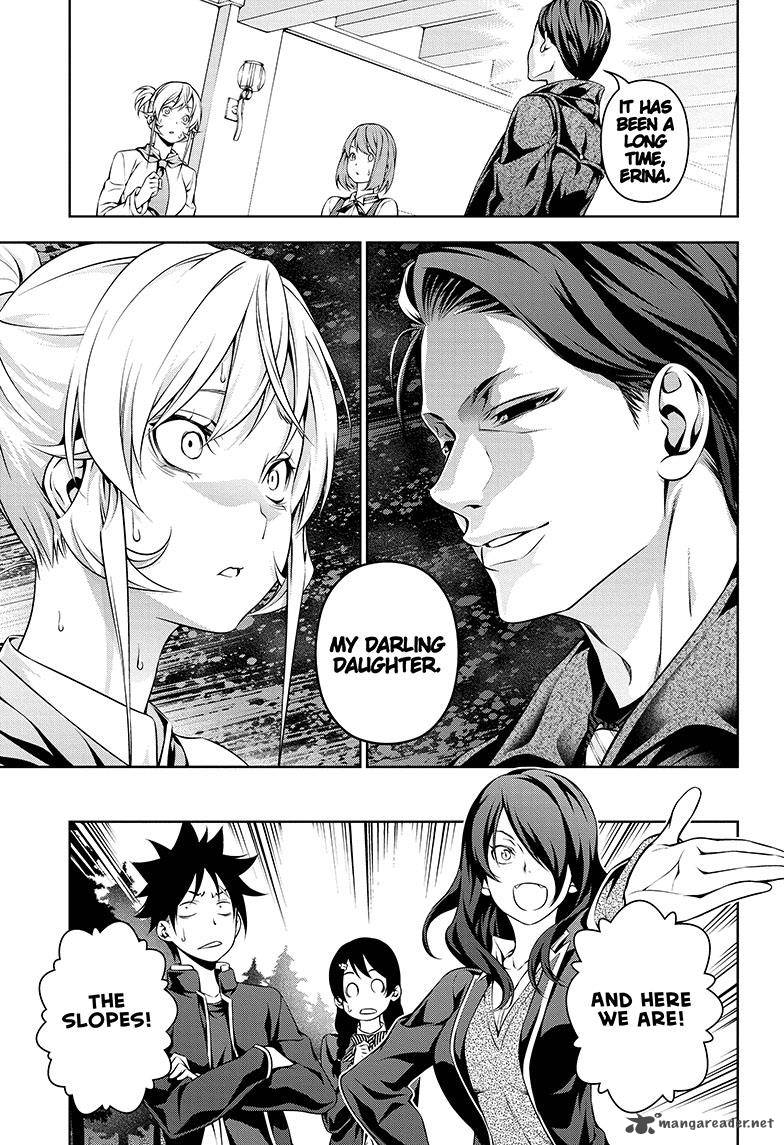 IT HAS
BEEN A
LONG
TIME,
ERINA.
MY DARLING
DAUGHTER.
AND HERE
WE ARE!
THE
SLOPES!
mangareader.net